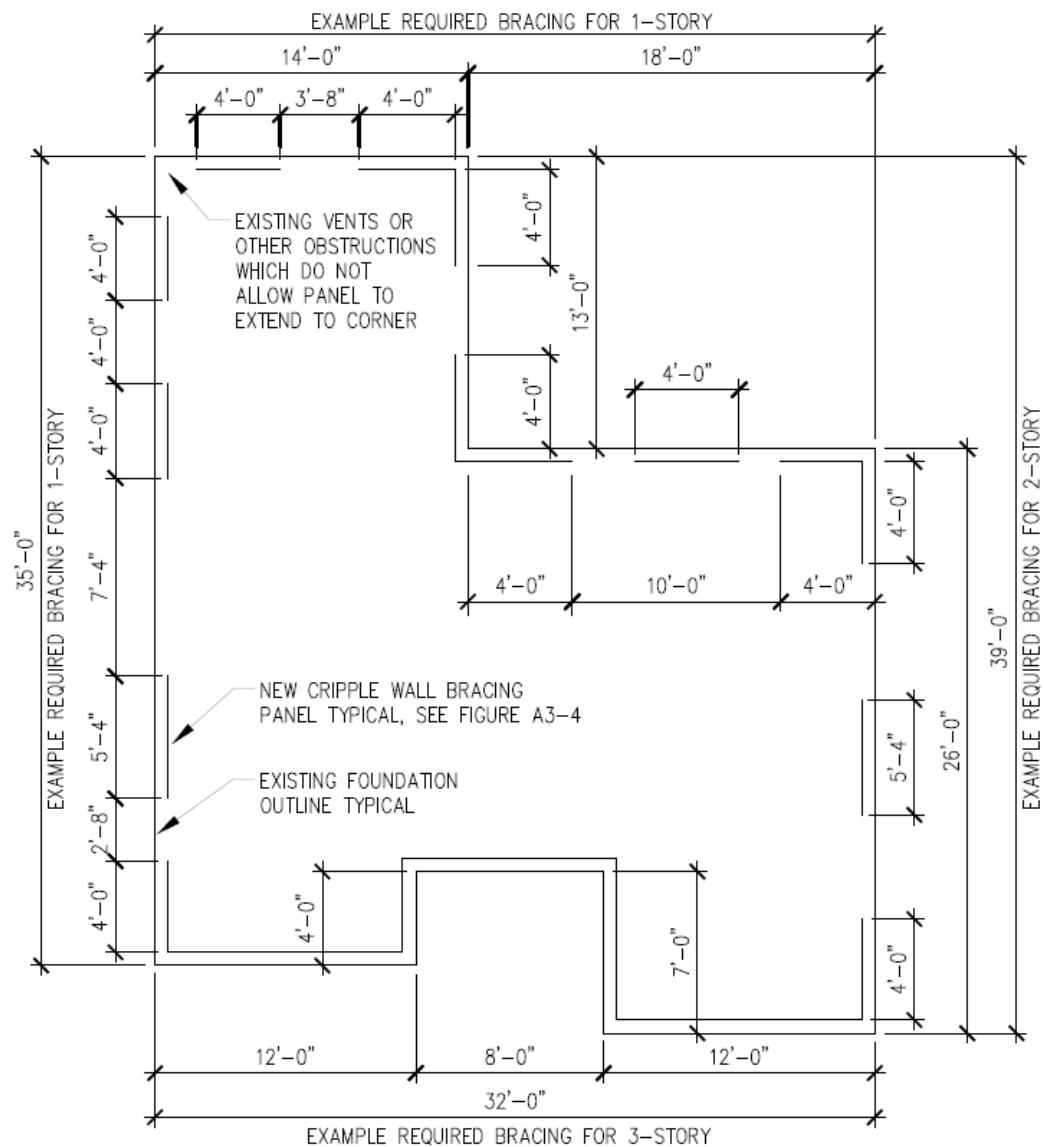 EXAMPLE REQUIRED BRACING FOR 1-STORY
14'-0"
18'-0"
4'-0"
3'-8"
4'-0"
EXISTING VENTS OR
OTHER OBSTRUCTIONS
WHICH DO NOT
ALLOW PANEL TO
EXTEND TO CORNER
4'-0"
4'-0"
4'-0"
7'-4"
5'-4"
2'-8"
4'-0"
35'-0"
EXAMPLE REQUIRED BRACING FOR 1-STORY
4'-0"
13'-0"
4'-0"
4'-0"
4'-0"
10'-0"
4'-0"
4'-0"
5'-4"
26'-0"
4'-0"
39'-0"
EXAMPLE REQUIRED BRACING FOR 2-STORY
NEW CRIPPLE WALL BRACING
PANEL TYPICAL, SEE FIGURE A3-4
EXISTING FOUNDATION
OUTLINE TYPICAL
4'-0"
7'-0"
12'-0"
8'-0"
12'-0"
32'-0"
EXAMPLE REQUIRED BRACING FOR 3-STORY